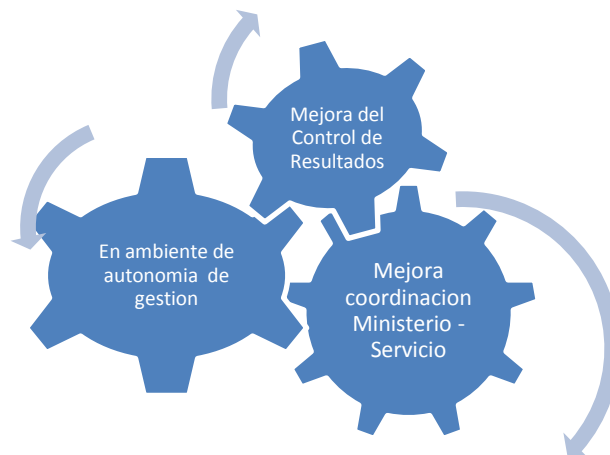 Mejora del
Control de
Resultados
En ambiente de
autonomia de
gestion
Mejora
coordinacion
Ministerio -
Servicio